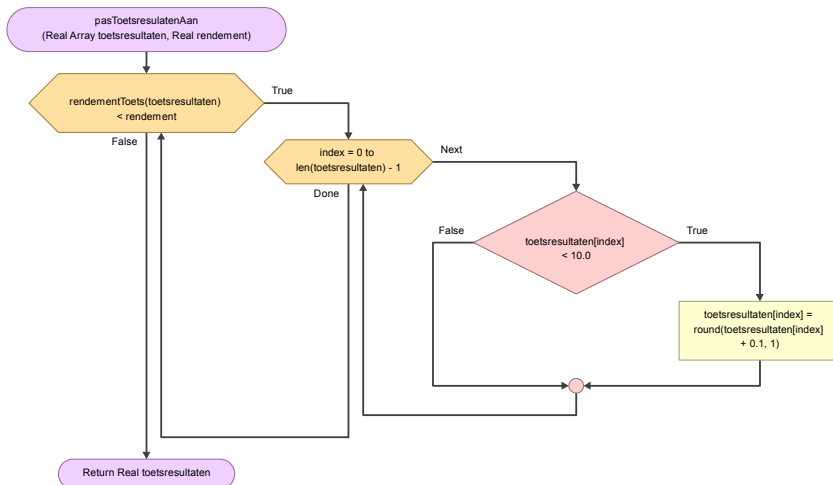 pasToetsresulatenAan
(Real Array toetsresultaten, Real rendement)
rendementToets(toetsresultaten)
< rendement
True
False
index = 0 to
len(toetsresultaten) - 1
Next
Done
toetsresultaten[index]
< 10.0
False
True
toetsresultaten[index] =
round(toetsresultaten[index]
+ 0.1, 1)
Return Real toetsresultaten